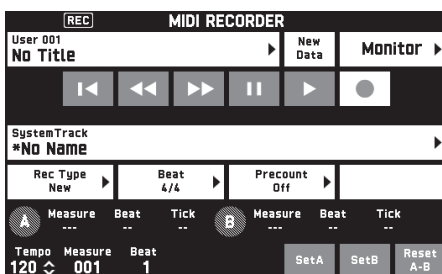 REC MIDI RECORDER
User 001
No Title
New
Data
Monitor
SystemTrack
*No Name
Rec Type
New
Beat
4/4
Precount
Off
A Measure Beat Tick B Measure Beat Tick
--- -- -- --- -- --
Tempo Measure Beat
120 001 1
SetA SetB
Reset
A-B